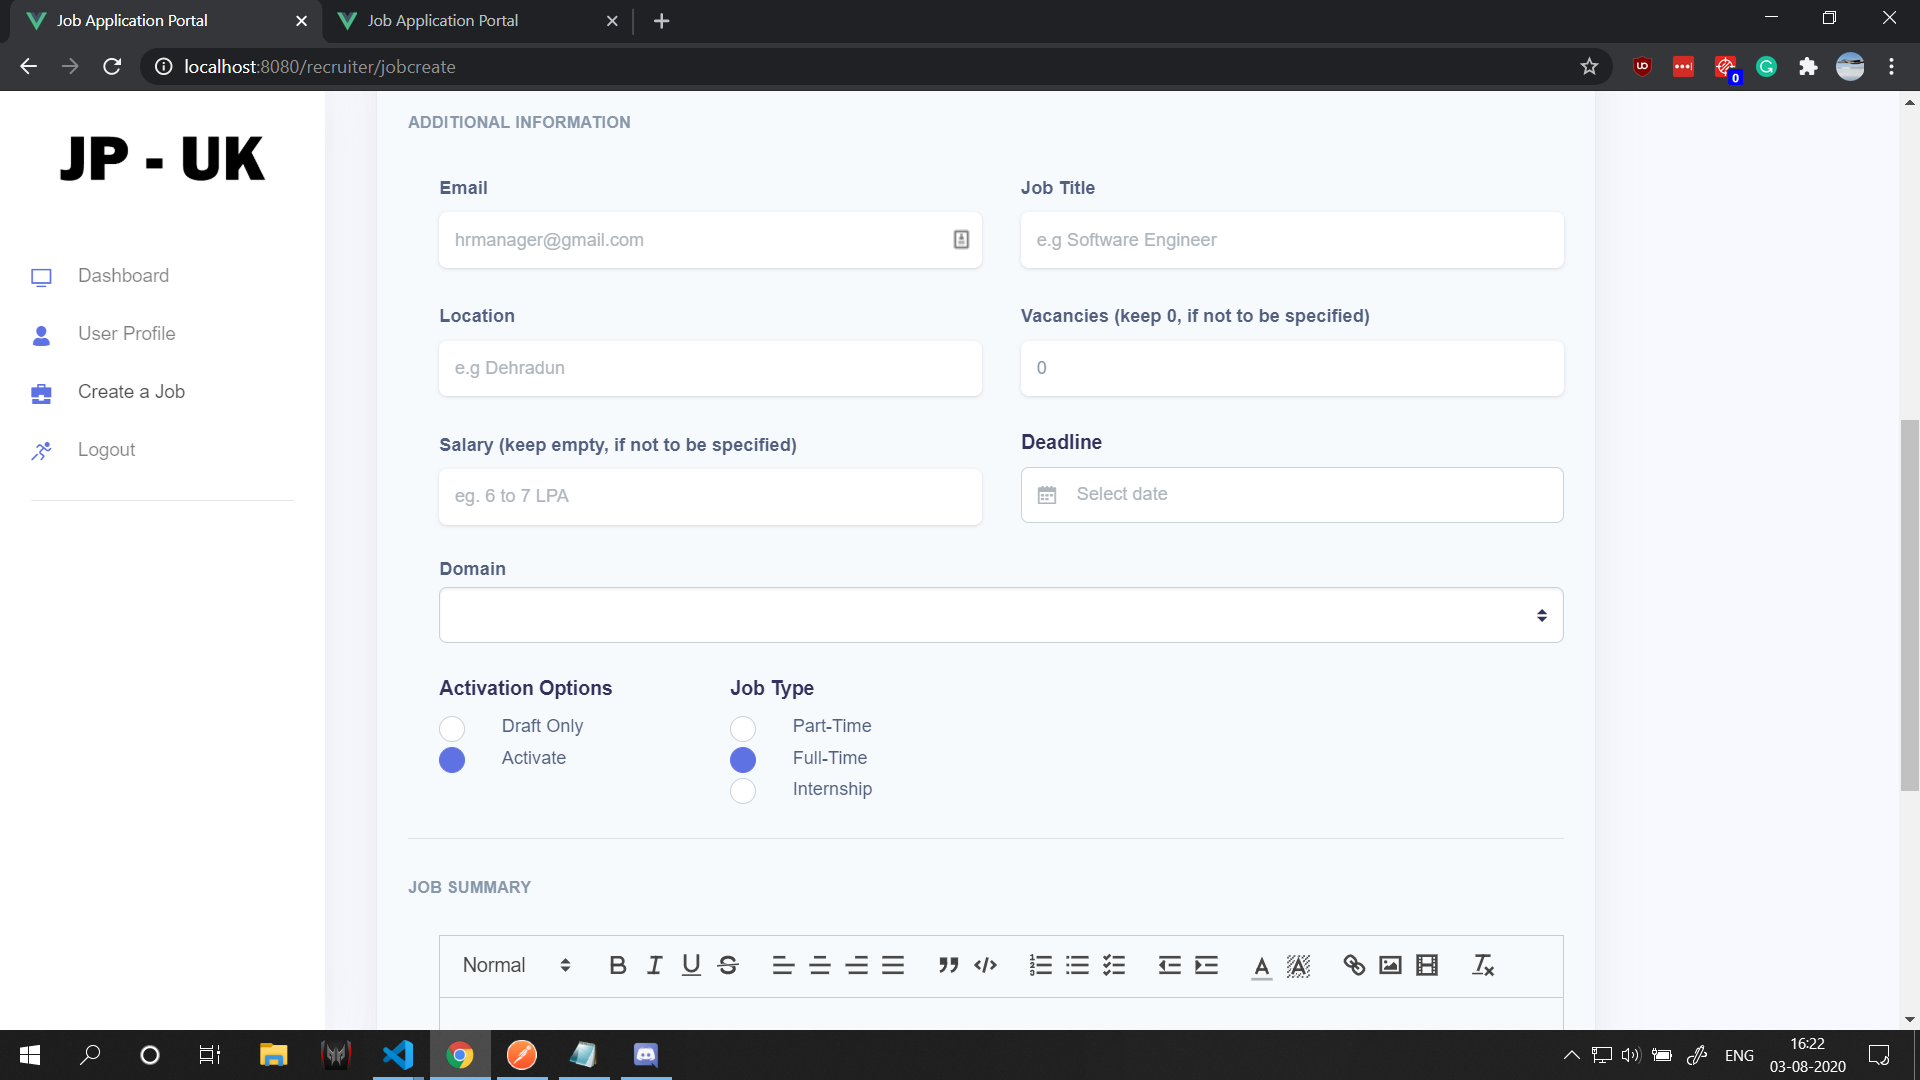 Job Application Portal
Job Application Portal
localhost:8080/recruiter/jobcreate
0
JP - UK
Dashboard
User Profile
Create a Job
Logout
ADDITIONAL INFORMATION
Email
Job Title
hrmanager@gmail.com
e.g Software Engineer
Location
Vacancies (keep 0, if not to be specified)
e.g Dehradun
0
Salary (keep empty, if not to be specified)
Deadline
eg. 6 to 7 LPA
Select date
Domain
Activation Options
Job Type
Draft Only
Part-Time
Activate
Full-Time
Internship
JOB SUMMARY
Normal
ENG
16:22
03-08-2020